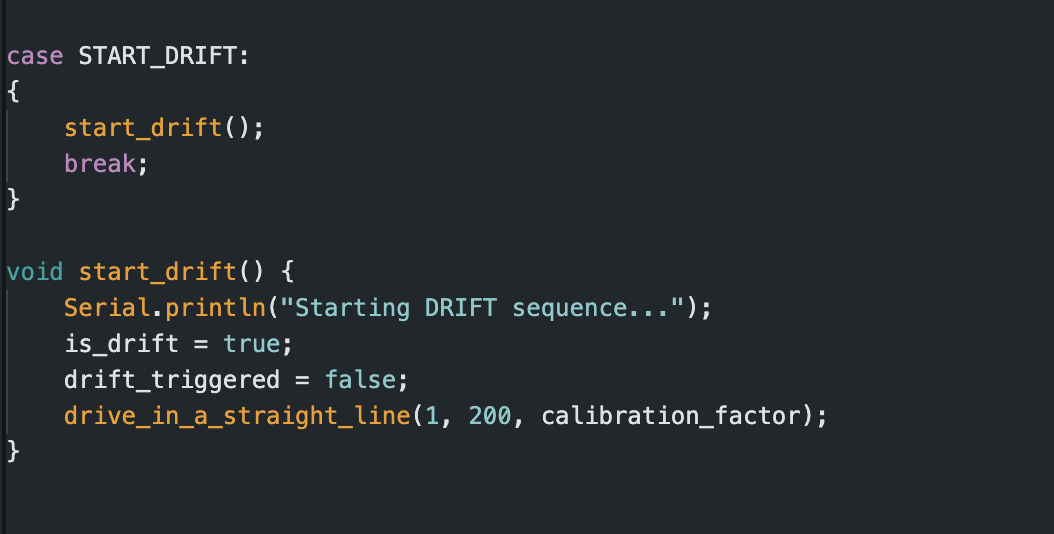 case START_DRIFT:
{
    start_drift();
    break;
}
void start_drift() {
    Serial.println("Starting DRIFT sequence...");
    is_drift = true;
    drift_triggered = false;
    drive_in_a_straight_line(1, 200, calibration_factor);
}